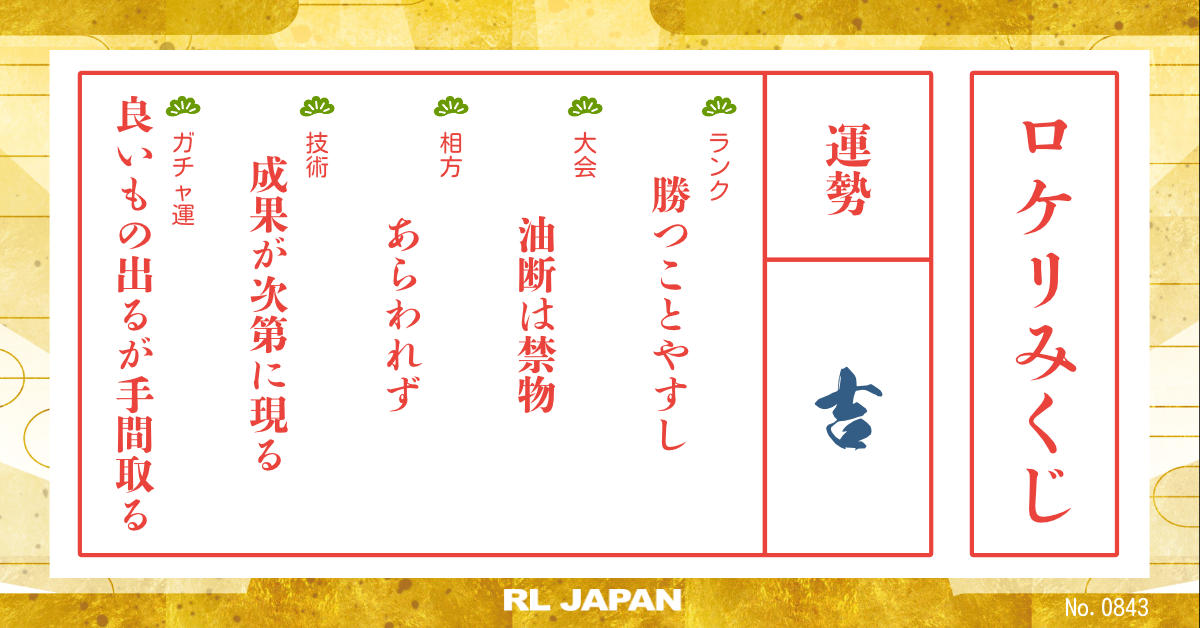 ロケリみくじ
運勢
吉
ランク
勝つことやすし
大会
油断は禁物
相方
あらわれず
技術
成果が次第に現る
ガチャ運
良いもの出るが手間取る
RL JAPAN
No. 0843